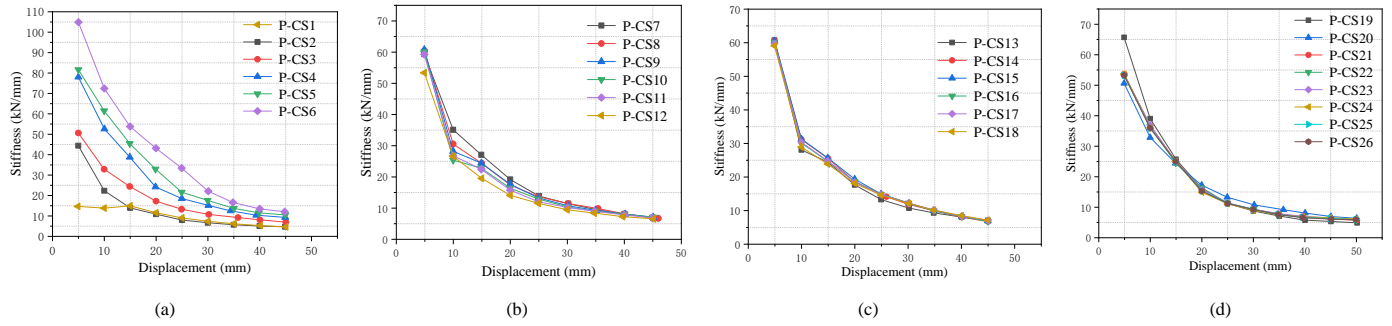 110
105
100
90
80
70
60
50
40
30
20
10
0
Stiffness (kN/mm)
0 10 20 30 40 50
Displacement (mm)
P-CS1
P-CS2
P-CS3
P-CS4
P-CS5
P-CS6
(a)
70
60
50
40
30
20
10
0
Stiffness (kN/mm)
0 10 20 30 40 50
Displacement (mm)
P-CS7
P-CS8
P-CS9
P-CS10
P-CS11
P-CS12
(b)
70
60
50
40
30
20
10
0
Stiffness (kN/mm)
0 10 20 30 40 50
Displacement (mm)
P-CS13
P-CS14
P-CS15
P-CS16
P-CS17
P-CS18
(c)
70
60
50
40
30
20
10
0
Stiffness (kN/mm)
0 10 20 30 40 50
Displacement (mm)
P-CS19
P-CS20
P-CS21
P-CS22
P-CS23
P-CS24
P-CS25
P-CS26
(d)